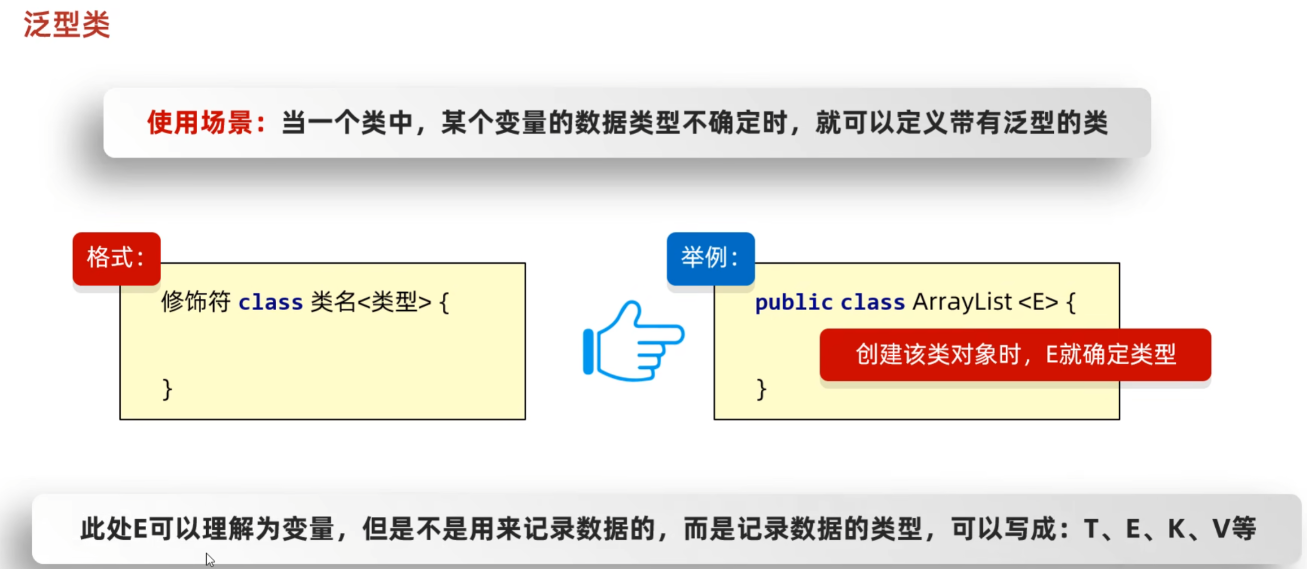 泛型类
使用场景：当一个类中，某个变量的数据类型不确定时，就可以定义带有泛型的类
格式：
修饰符 class 类名<类型> {
}
举例：
public class ArrayList <E> {
创建该类对象时，E就确定类型
}
此处E可以理解为变量，但是不是用来记录数据的，而是记录数据的类型，可以写成：T、E、K、V等